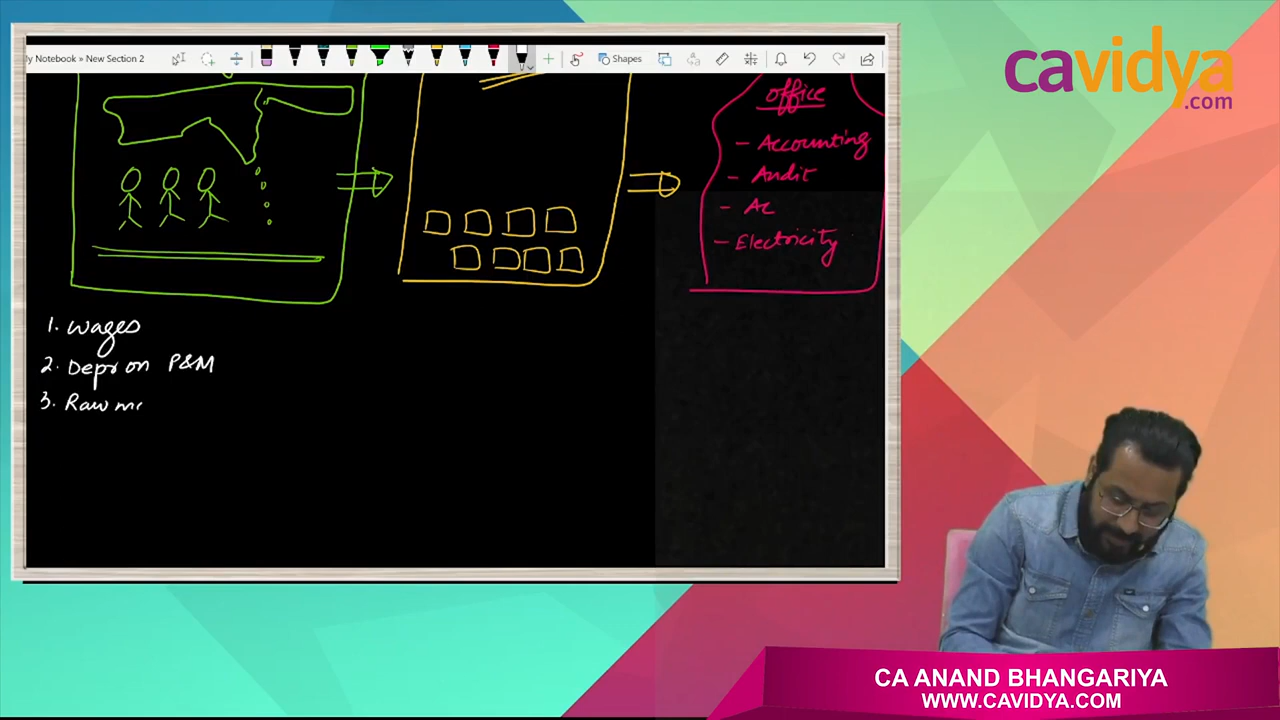 ly Notebook » New Section 2
Shapes
cavidya
.com
office
- Accounting
- Audit
- AC
- Electricity
1. Wages
2. Depr on P&M
3. Raw
CA ANAND BHANGARIYA
WWW.CAVIDYA.COM